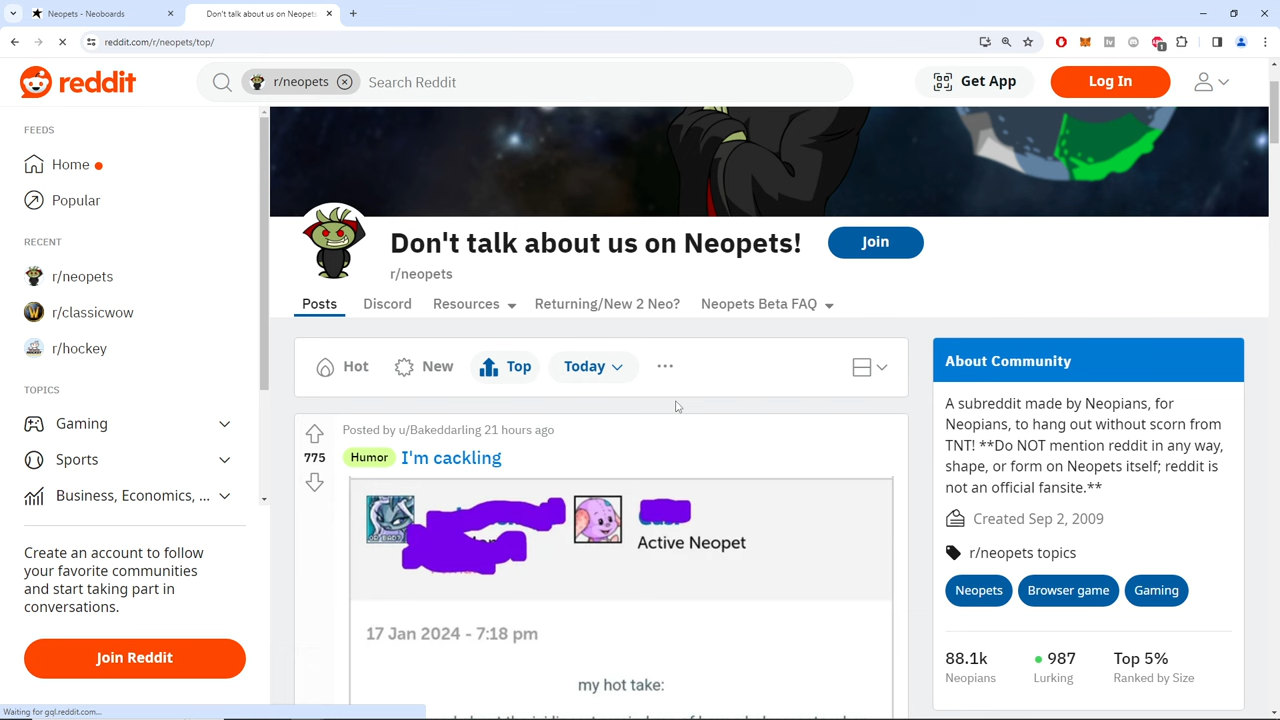 Neopets - Neoboards
Don't talk about us on Neopets
reddit.com/r/neopets/top/
reddit
r/neopets
Search Reddit
Get App
Log In
FEEDS
Home
Popular
RECENT
r/neopets
r/classicwow
r/hockey
TOPICS
Gaming
Sports
Business, Economics, ...
Create an account to follow
your favorite communities
and start taking part in
conversations.
Join Reddit
Don't talk about us on Neopets!
Join
r/neopets
Posts
Discord
Resources
Returning/New 2 Neo?
Neopets Beta FAQ
Hot
New
Top
Today
Posted by u/Bakeddarling 21 hours ago
775
Humor
I'm cackling
Active Neopet
17 Jan 2024 - 7:18 pm
my hot take:
About Community
A subreddit made by Neopians, for
Neopians, to hang out without scorn from
TNT! **Do NOT mention reddit in any way,
shape, or form on Neopets itself; reddit is
not an official fansite.**
Created Sep 2, 2009
r/neopets topics
Neopets
Browser game
Gaming
88.1k
987
Top 5%
Neopians
Lurking
Ranked by Size
Waiting for gql.reddit.com...